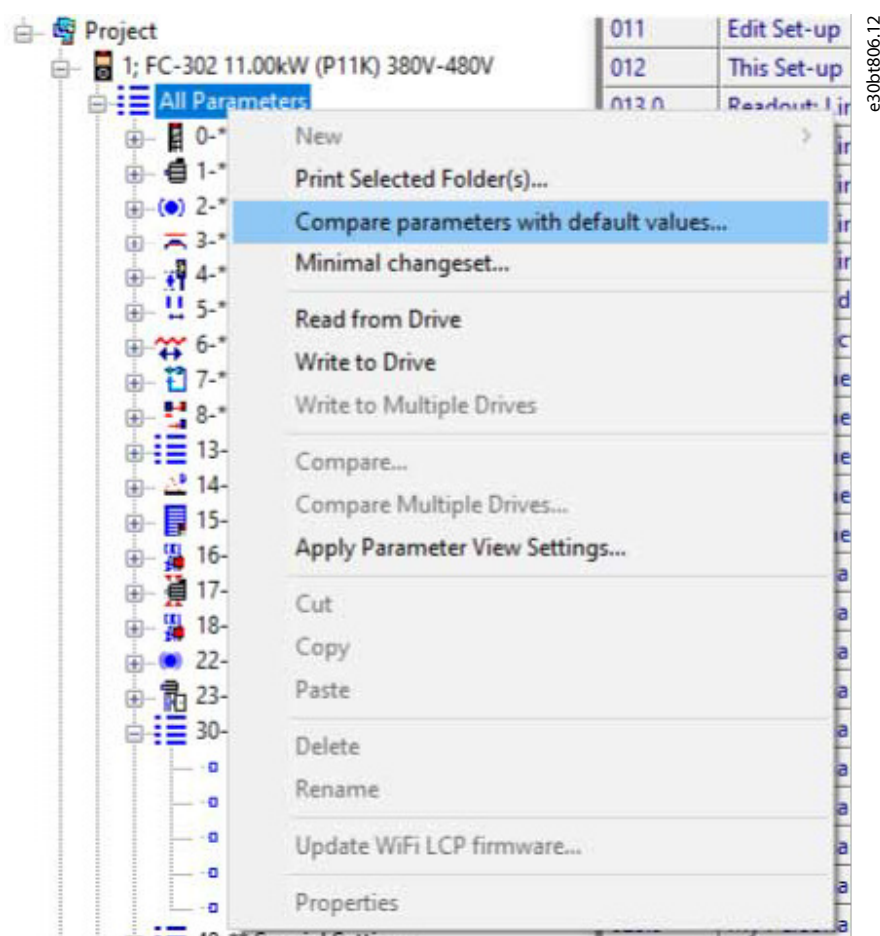 Project
1; FC-302 11.00kW (P11K) 380V-480V
All Parameters
0-*
1-*
2-*
3-*
4-*
5-*
6-*
7-*
8-*
13-
14-
15-
16-
17-
18-
22-
23-
30-
New
Print Selected Folder(s)...
Compare parameters with default values...
Minimal changeset...
Read from Drive
Write to Drive
Write to Multiple Drives
Compare...
Compare Multiple Drives...
Apply Parameter View Settings...
Cut
Copy
Paste
Delete
Rename
Update WiFi LCP firmware...
Properties
011 Edit Set-up
012 This Set-up
013.0 Readout: Lin
e30bt806.12